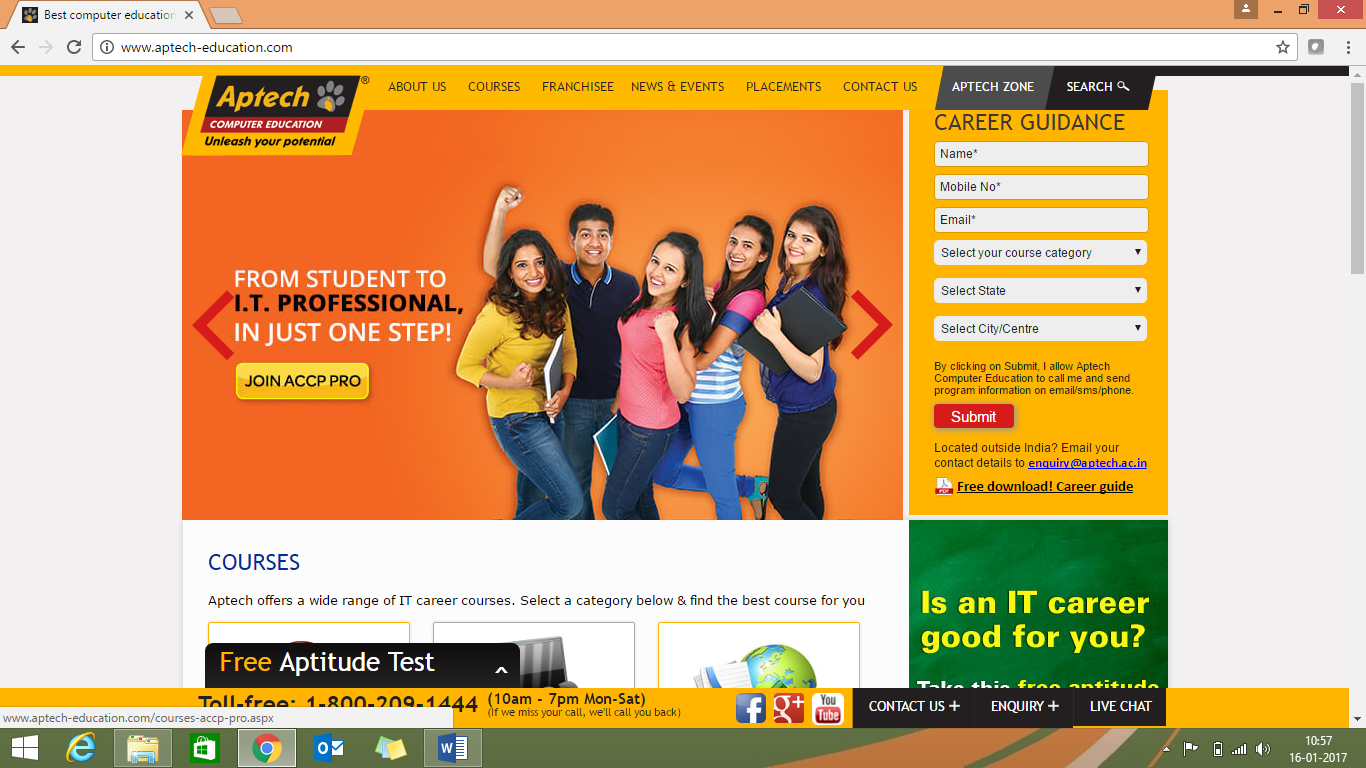 Best computer education
www.aptech-education.com
Aptech ®
COMPUTER EDUCATION
Unleash your potential
ABOUT US COURSES FRANCHISEE NEWS & EVENTS PLACEMENTS CONTACT US APTECH ZONE SEARCH
FROM STUDENT TO
I.T. PROFESSIONAL,
IN JUST ONE STEP!
JOIN ACCP PRO
CAREER GUIDANCE
Name*
Mobile No*
Email*
Select your course category
Select State
Select City/Centre
By clicking on Submit, I allow Aptech
Computer Education to call me and send
program information on email/sms/phone.
Submit
Located outside India? Email your
contact details to enquiry@aptech.ac.in
PDF Free download! Career guide
COURSES
Aptech offers a wide range of IT career courses. Select a category below & find the best course for you
Is an IT career
good for you?
Take this free aptitude
Free Aptitude Test
Toll-free: 1-800-209-1444
(10am - 7pm Mon-Sat)
(If we miss your call, we'll call you back)
You
Tube
CONTACT US + ENQUIRY + LIVE CHAT
www.aptech-education.com/courses-accp-pro.aspx
10:57
16-01-2017